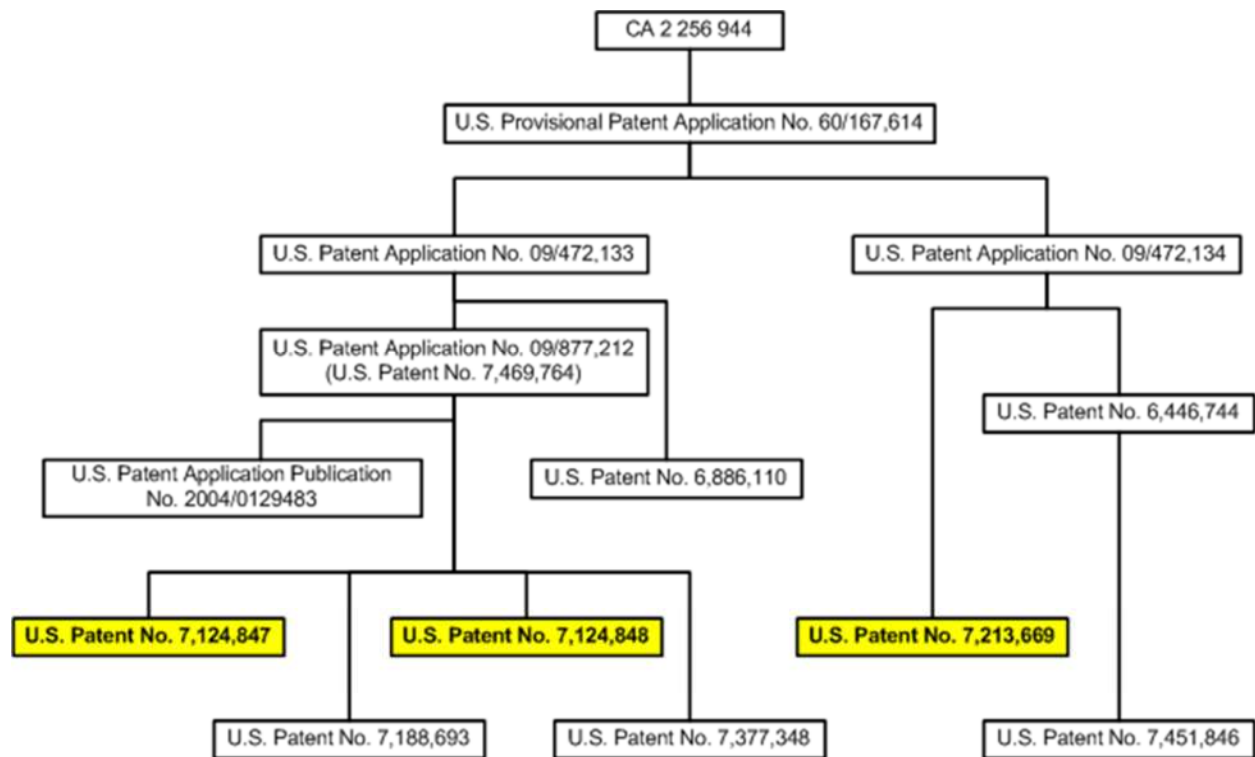 CA 2 256 944
U.S. Provisional Patent Application No. 60/167,614
U.S. Patent Application No. 09/472,133
U.S. Patent Application No. 09/472,134
U.S. Patent Application No. 09/877,212
(U.S. Patent No. 7,469,764)
U.S. Patent No. 6,446,744
U.S. Patent Application Publication
No. 2004/0129483
U.S. Patent No. 6,886,110
U.S. Patent No. 7,124,847
U.S. Patent No. 7,124,848
U.S. Patent No. 7,213,669
U.S. Patent No. 7,188,693
U.S. Patent No. 7,377,348
U.S. Patent No. 7,451,846